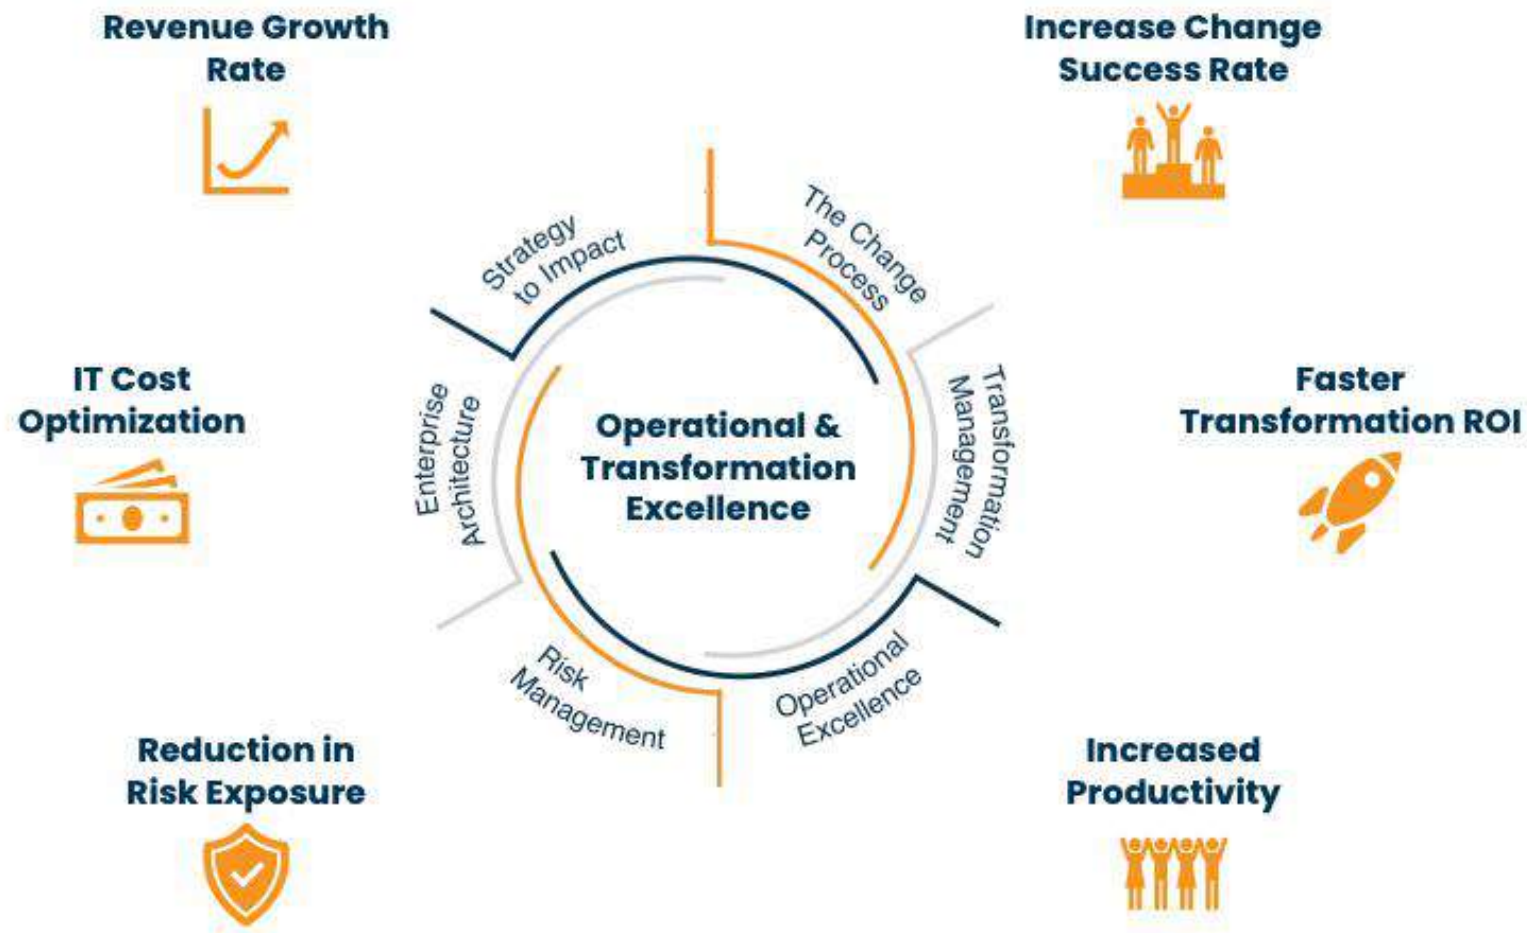 Revenue Growth
Rate
Increase Change
Success Rate
Strategy
to Impact
The Change
Process
IT Cost
Optimization
Enterprise
Architecture
Operational &
Transformation
Excellence
Transformation
Management
Faster
Transformation ROI
Risk
Management
Operational
Excellence
Reduction in
Risk Exposure
Increased
Productivity